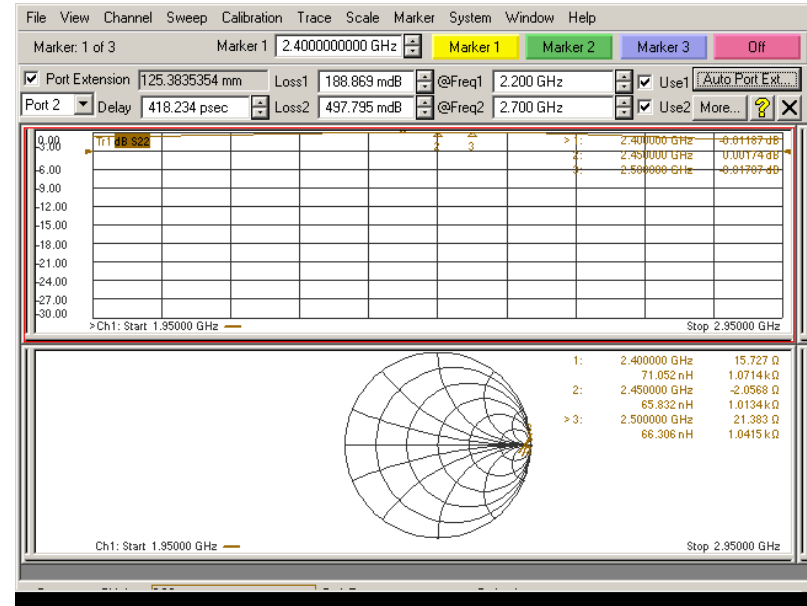 File View Channel Sweep Calibration Trace Scale Marker System Window Help
Marker: 1 of 3 Marker 1 2.4000000000 GHz Marker 1 Marker 2 Marker 3 Off
Port Extension 125.3835354 mm Loss1 188.869 mdB @Freq1 2.200 GHz Use1 Auto Port Ext...
Port 2 Delay 418.234 psec Loss2 497.795 mdB @Freq2 2.700 GHz Use2 More... ? X
0.00
-3.00
-6.00
-9.00
-12.00
-15.00
-18.00
-21.00
-24.00
-27.00
-30.00
Tr1 dB S22
2 3
> 1: 2.400000 GHz -0.01187 dB
2: 2.450000 GHz 0.00174 dB
3: 2.500000 GHz -0.01707 dB
>Ch1: Start 1.95000 GHz Stop 2.95000 GHz
1: 2.400000 GHz 15.727 Ω
71.052 nH 1.0714 kΩ
2: 2.450000 GHz -2.0568 Ω
65.832 nH 1.0134 kΩ
> 3: 2.500000 GHz 21.383 Ω
66.306 nH 1.0415 kΩ
Ch1: Start 1.95000 GHz Stop 2.95000 GHz